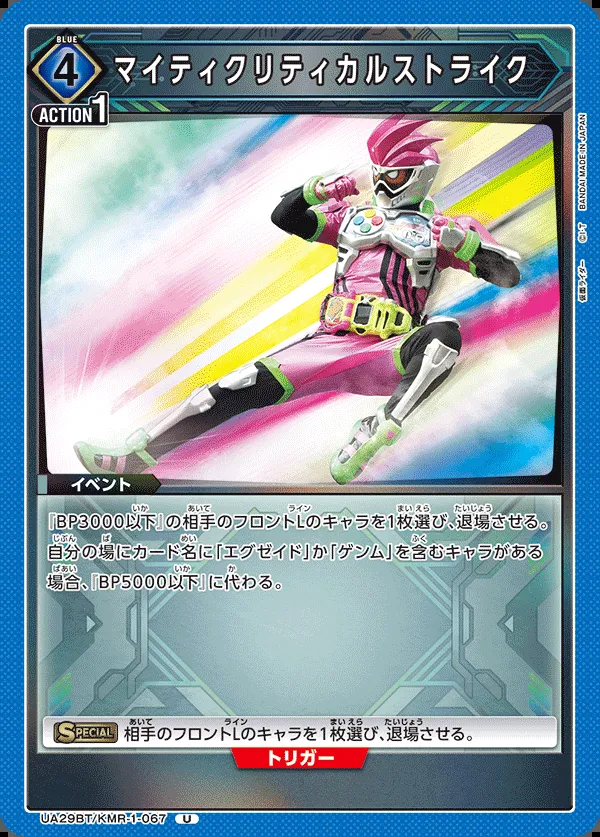 BLUE
4
マイティクリティカルストライク
ACTION 1
BANDAI MADE IN JAPAN
仮面ライダー ©I・T
イベント
『BP3000以下』の相手のフロントLのキャラを1枚選び、退場させる。
自分の場にカード名に「エグゼイド」か「ゲンム」を含むキャラがある
場合、『BP5000以下』に代わる。
SPECIAL 相手のフロントLのキャラを1枚選び、退場させる。
トリガー
UA29BT/KMR-1-067 U